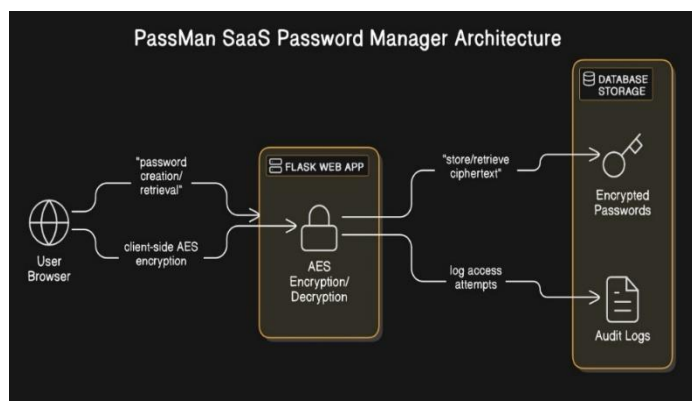 PassMan SaaS Password Manager Architecture
DATABASE
STORAGE
"password
creation/
retrieval"
FLASK WEB APP
"store/retrieve
ciphertext"
Encrypted
Passwords
User
Browser
client-side AES
encryption
AES
Encryption/
Decryption
log access
attempts
Audit Logs